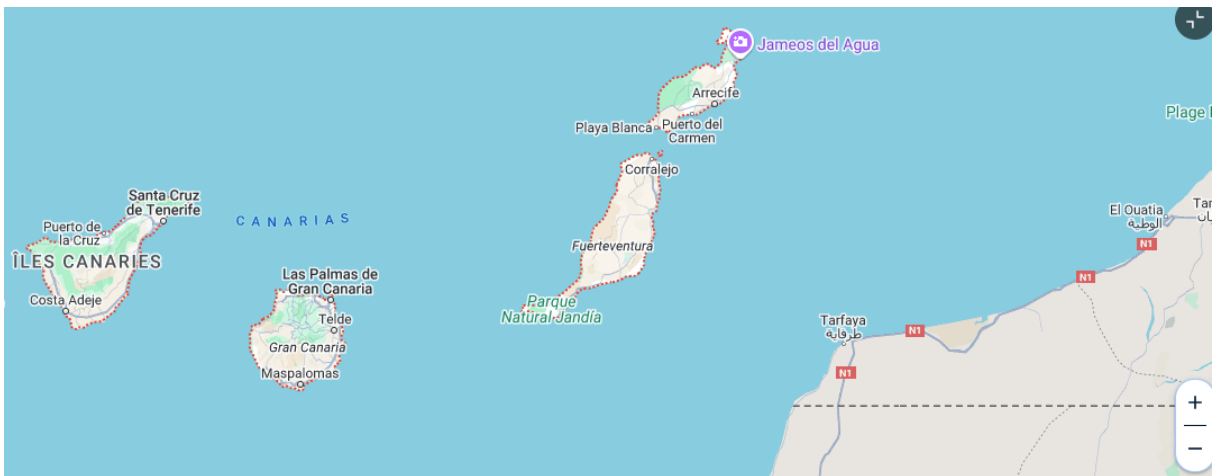 Jameos del Agua
Arrecife
Playa Blanca
Puerto del
Carmen
Plage
Corralejo
Santa Cruz
de Tenerife
CANARIAS
Puerto de
la Cruz
El Ouatia
الوطية
ÎLES CANARIES
Fuerteventura
N1
Las Palmas de
Gran Canaria
N1
Costa Adeje
Parque
Natural Jandía
Telde
Tarfaya
طرفاية
N1
Gran Canaria
Maspalomas
N1
+
−